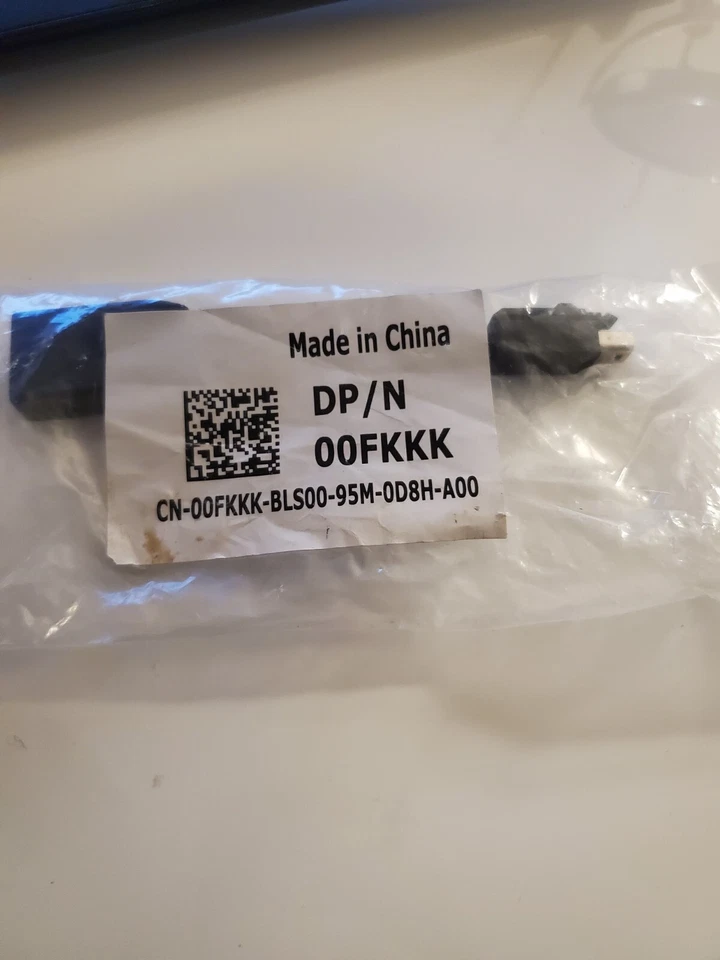 Made in China
DP/N
00FKKK
CN-00FKKK-BLS00-95M-0D8H-A00